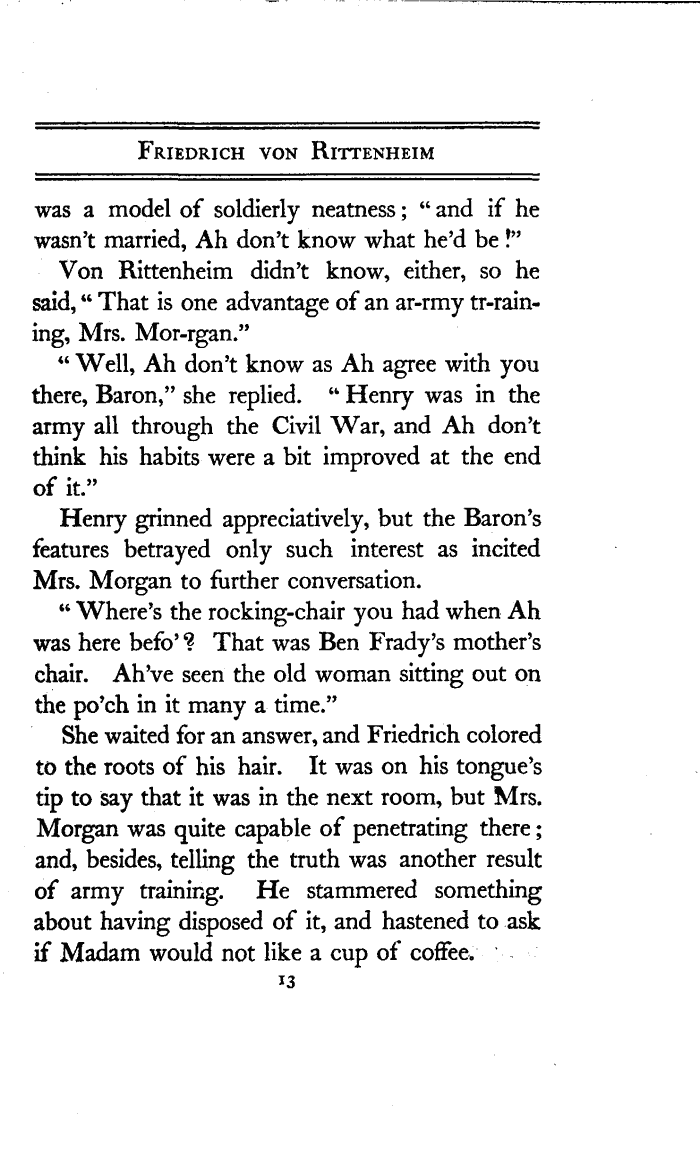 Friedrich von Rittenheim
was a model of soldierly neatness; “and if he
wasn’t married, Ah don’t know what he’d be!”
Von Rittenheim didn’t know, either, so he
said, “That is one advantage of an ar-rmy tr-rain-
ing, Mrs. Mor-rgan.”
“Well, Ah don’t know as Ah agree with you
there, Baron,” she replied. “Henry was in the
army all through the Civil War, and Ah don’t
think his habits were a bit improved at the end
of it.”
Henry grinned appreciatively, but the Baron’s
features betrayed only such interest as incited
Mrs. Morgan to further conversation.
“Where’s the rocking-chair you had when Ah
was here befo’? That was Ben Frady’s mother’s
chair. Ah’ve seen the old woman sitting out on
the po’ch in it many a time.”
She waited for an answer, and Friedrich colored
to the roots of his hair. It was on his tongue’s
tip to say that it was in the next room, but Mrs.
Morgan was quite capable of penetrating there;
and, besides, telling the truth was another result
of army training. He stammered something
about having disposed of it, and hastened to ask
if Madam would not like a cup of coffee.
13